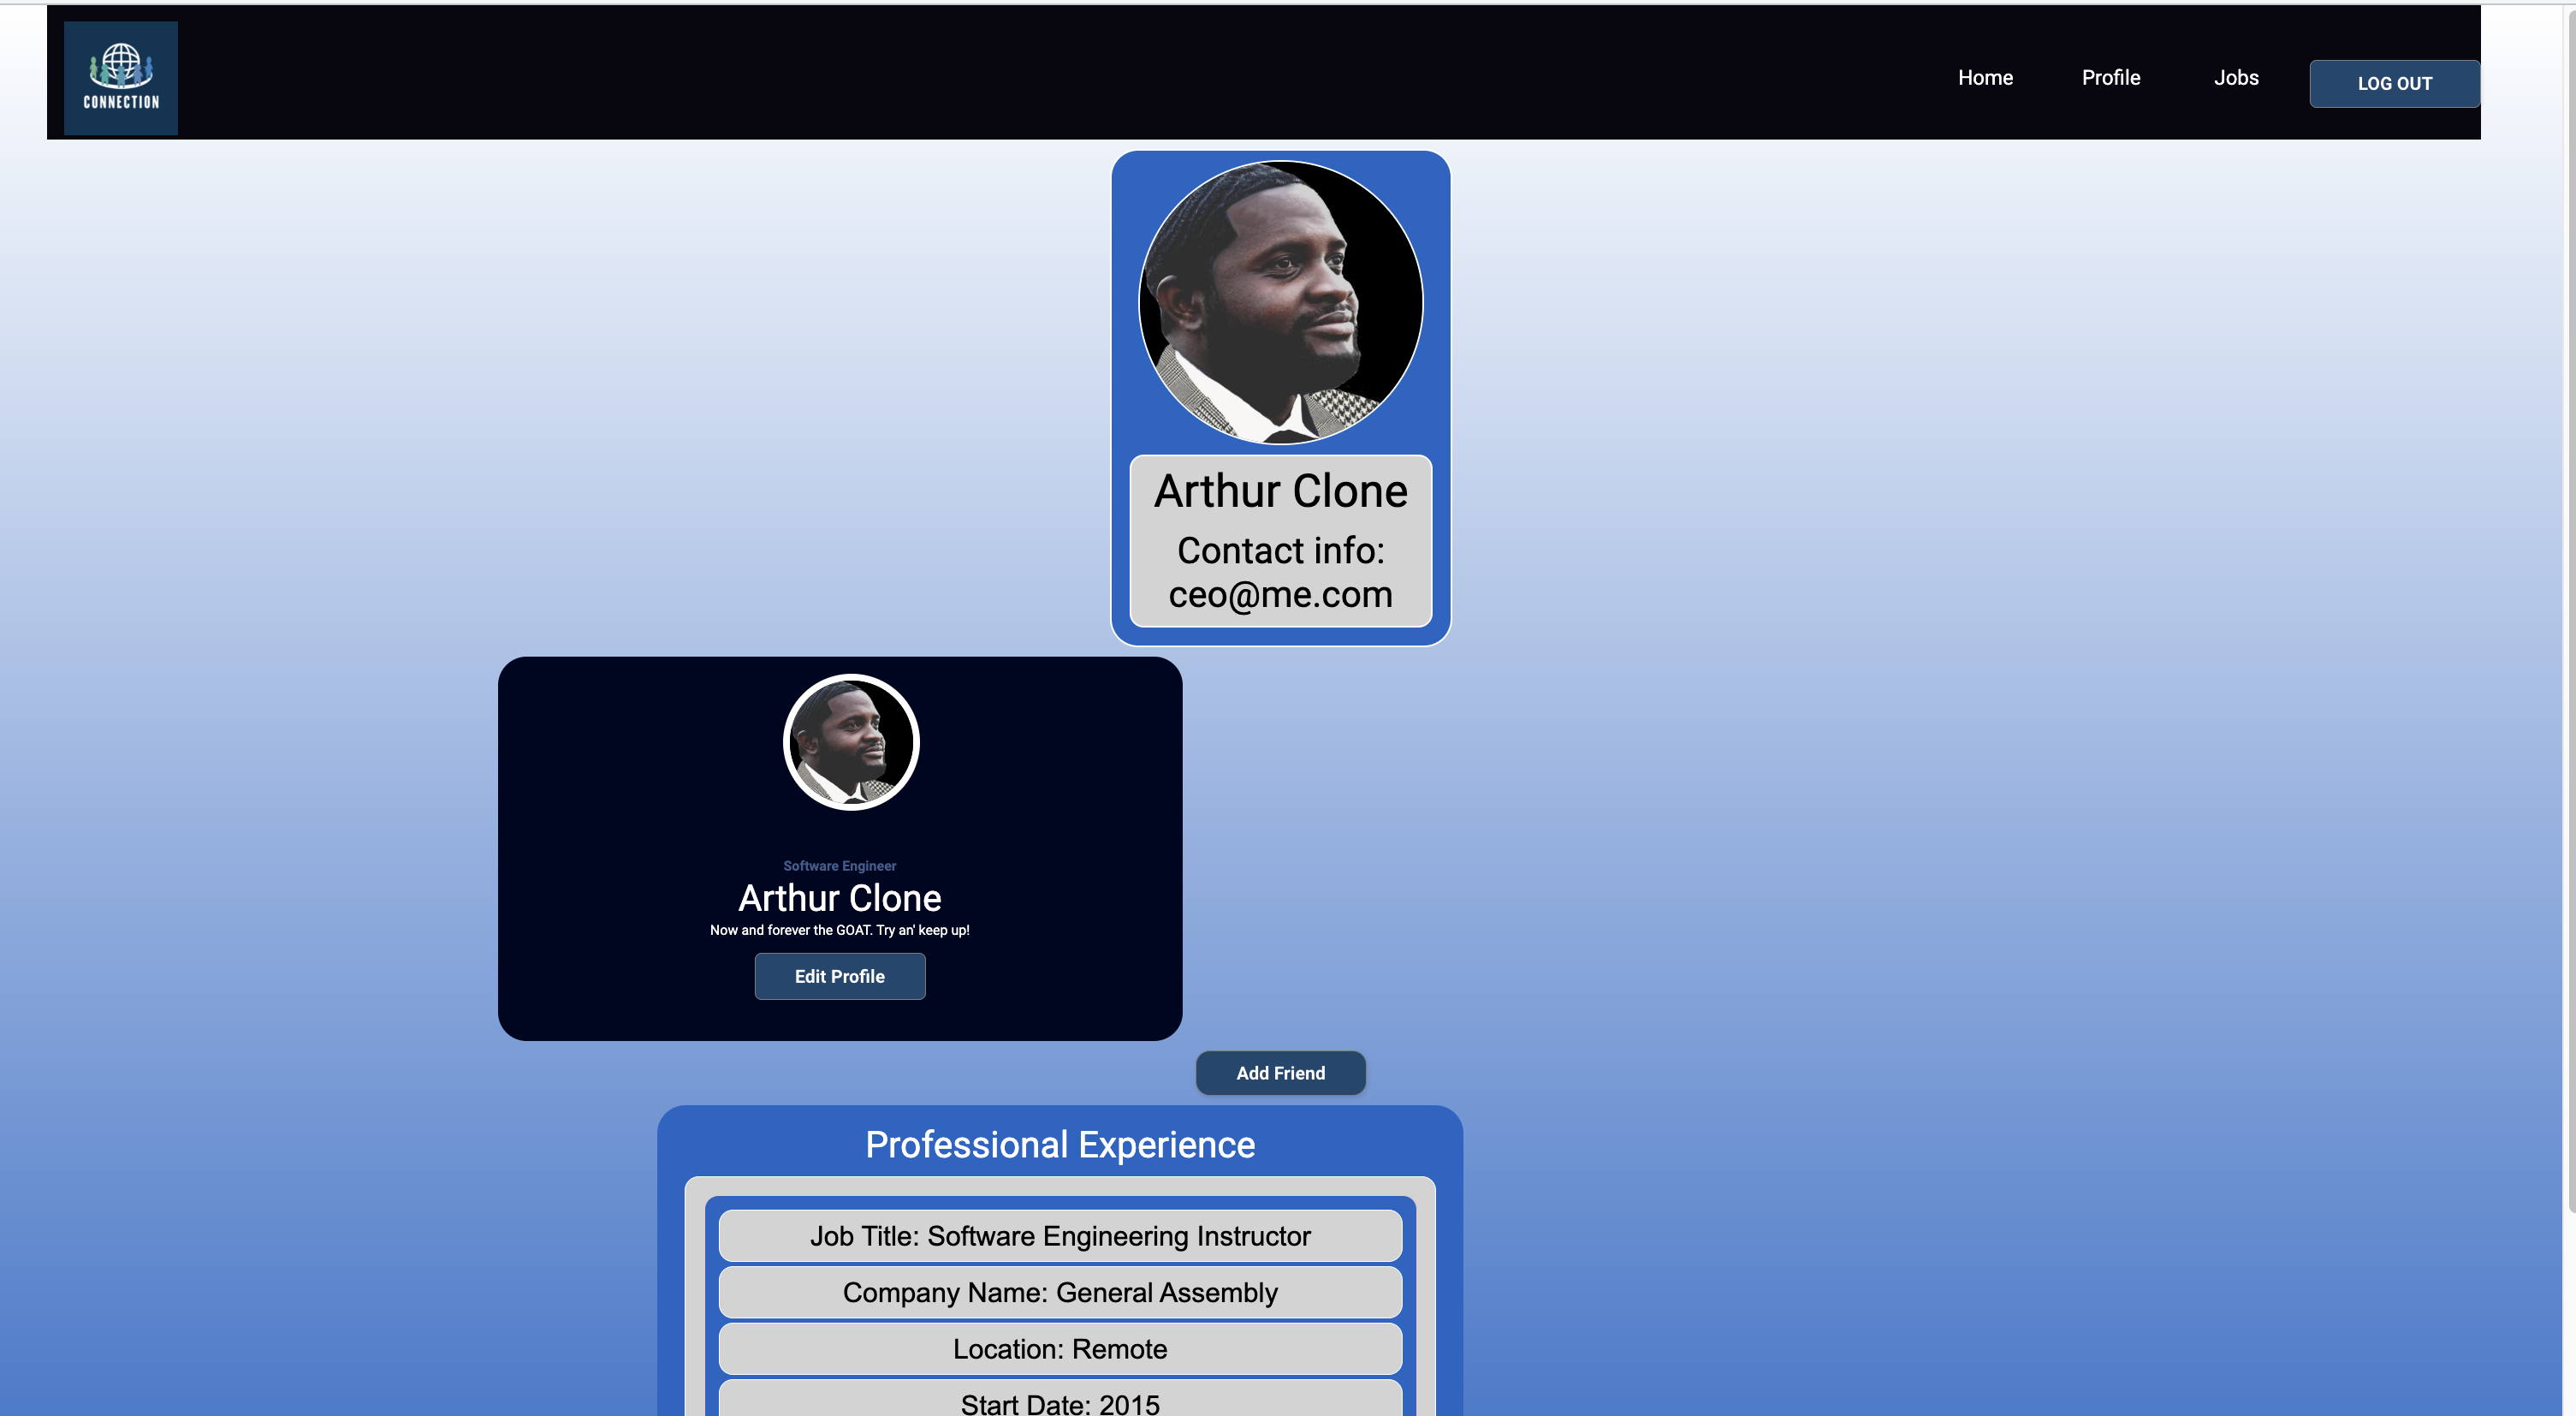 CONNECTION
Home Profile Jobs LOG OUT
Arthur Clone
Contact info:
ceo@me.com
Software Engineer
Arthur Clone
Now and forever the GOAT. Try an' keep up!
Edit Profile
Add Friend
Professional Experience
Job Title: Software Engineering Instructor
Company Name: General Assembly
Location: Remote
Start Date: 2015